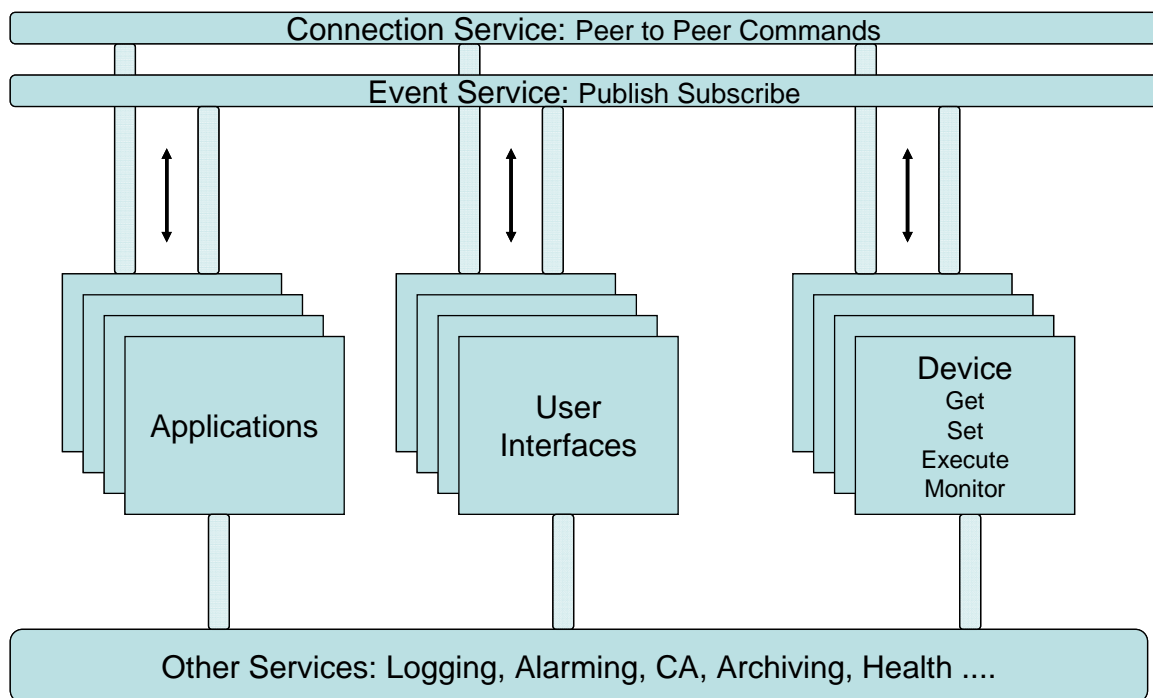 Connection Service: Peer to Peer Commands
Event Service: Publish Subscribe
Applications
User
Interfaces
Device
Get
Set
Execute
Monitor
Other Services: Logging, Alarming, CA, Archiving, Health ....